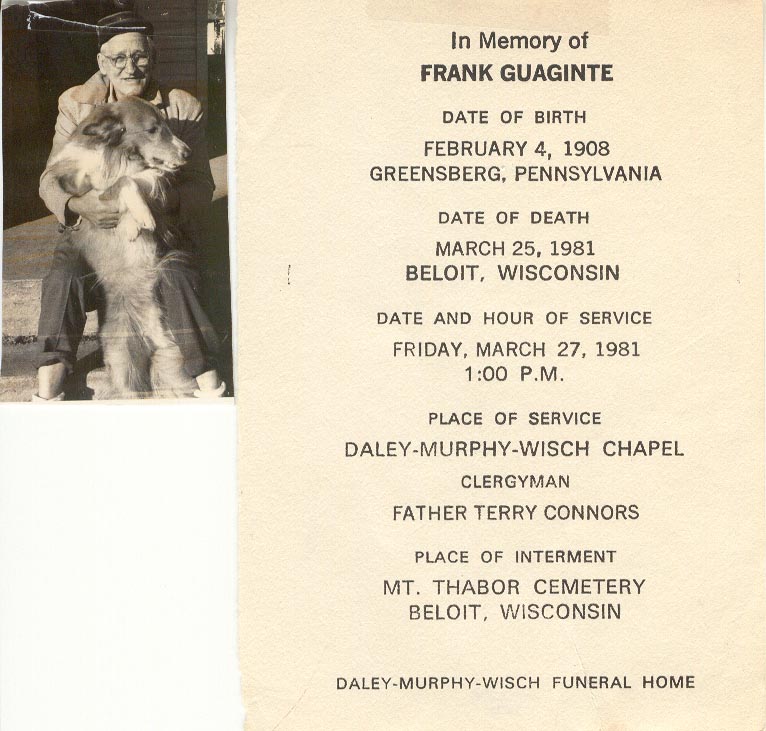 In Memory of
FRANK GUAGINTE
DATE OF BIRTH
FEBRUARY 4, 1908
GREENSBERG, PENNSYLVANIA
DATE OF DEATH
MARCH 25, 1981
BELOIT, WISCONSIN
DATE AND HOUR OF SERVICE
FRIDAY, MARCH 27, 1981
1:00 P.M.
PLACE OF SERVICE
DALEY-MURPHY-WISCH CHAPEL
CLERGYMAN
FATHER TERRY CONNORS
PLACE OF INTERMENT
MT. THABOR CEMETERY
BELOIT, WISCONSIN
DALEY-MURPHY-WISCH FUNERAL HOME